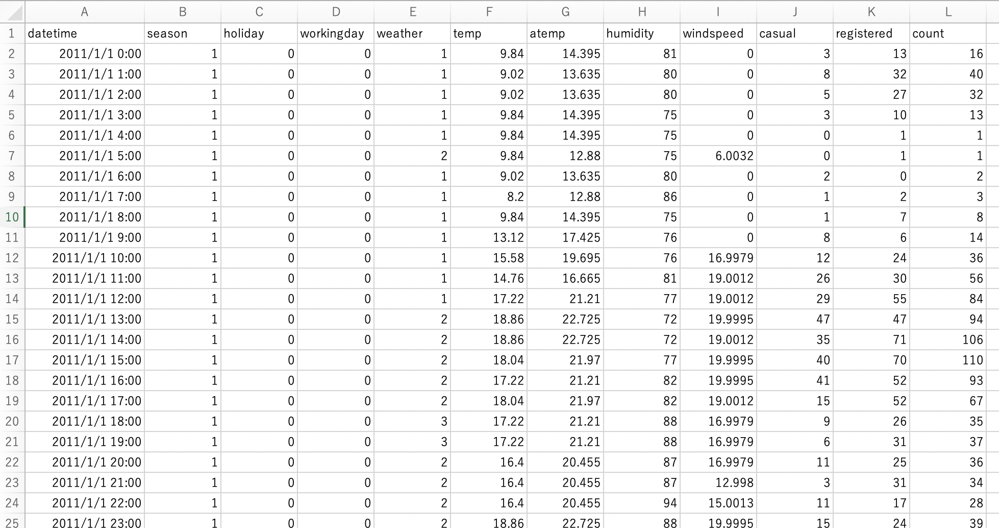 A B C D E F G H I J K L
1 datetime season holiday workingday weather temp atemp humidity windspeed casual registered count
2 2011/1/1 0:00 1 0 0 1 9.84 14.395 81 0 3 13 16
3 2011/1/1 1:00 1 0 0 1 9.02 13.635 80 0 8 32 40
4 2011/1/1 2:00 1 0 0 1 9.02 13.635 80 0 5 27 32
5 2011/1/1 3:00 1 0 0 1 9.84 14.395 75 0 3 10 13
6 2011/1/1 4:00 1 0 0 1 9.84 14.395 75 0 0 1 1
7 2011/1/1 5:00 1 0 0 2 9.84 12.88 75 6.0032 0 1 1
8 2011/1/1 6:00 1 0 0 1 9.02 13.635 80 0 2 0 2
9 2011/1/1 7:00 1 0 0 1 8.2 12.88 86 0 1 2 3
10 2011/1/1 8:00 1 0 0 1 9.84 14.395 75 0 1 7 8
11 2011/1/1 9:00 1 0 0 1 13.12 17.425 76 0 8 6 14
12 2011/1/1 10:00 1 0 0 1 15.58 19.695 76 16.9979 12 24 36
13 2011/1/1 11:00 1 0 0 1 14.76 16.665 81 19.0012 26 30 56
14 2011/1/1 12:00 1 0 0 1 17.22 21.21 77 19.0012 29 55 84
15 2011/1/1 13:00 1 0 0 2 18.86 22.725 72 19.9995 47 47 94
16 2011/1/1 14:00 1 0 0 2 18.86 22.725 72 19.0012 35 71 106
17 2011/1/1 15:00 1 0 0 2 18.04 21.97 77 19.9995 40 70 110
18 2011/1/1 16:00 1 0 0 2 17.22 21.21 82 19.9995 41 52 93
19 2011/1/1 17:00 1 0 0 2 18.04 21.97 82 19.0012 15 52 67
20 2011/1/1 18:00 1 0 0 3 17.22 21.21 88 16.9979 9 26 35
21 2011/1/1 19:00 1 0 0 3 17.22 21.21 88 16.9979 6 31 37
22 2011/1/1 20:00 1 0 0 2 16.4 20.455 87 16.9979 11 25 36
23 2011/1/1 21:00 1 0 0 2 16.4 20.455 87 12.998 3 31 34
24 2011/1/1 22:00 1 0 0 2 16.4 20.455 94 15.0013 11 17 28
25 2011/1/1 23:00 1 0 0 2 18.86 22.725 88 19.9995 15 24 39